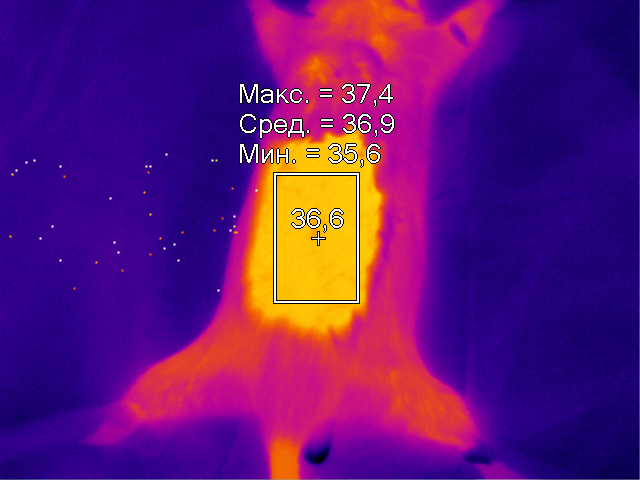 Макс. = 37,4
Сред. = 36,9
Мин. = 35,6
36,6